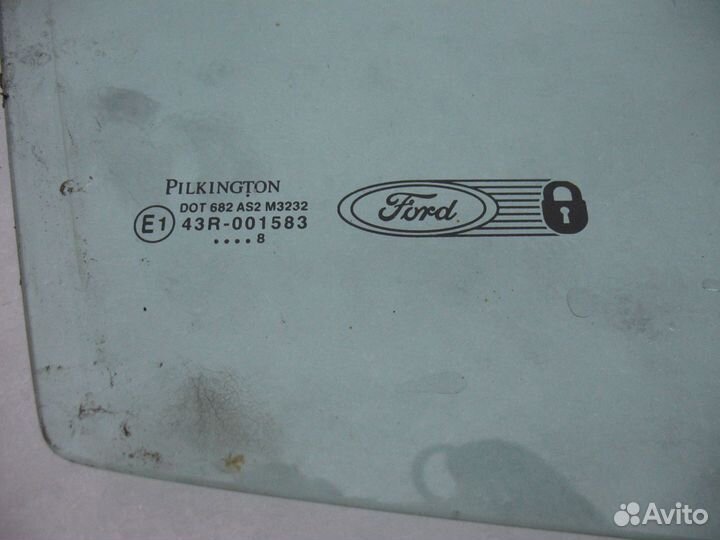 PILKINGTON
DOT 682 AS2 M3232
E1 43R-001583
.... 8
Ford
Avito